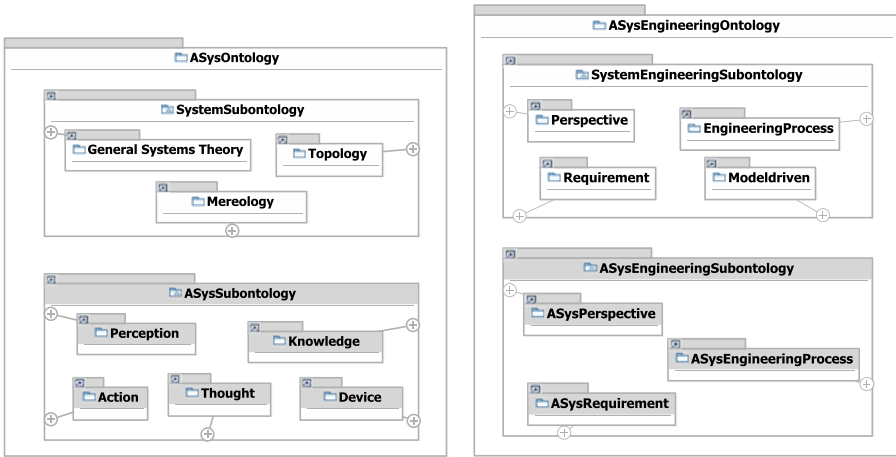 ASysOntology
SystemSubontology
General Systems Theory
Topology
Mereology
ASysSubontology
Perception
Knowledge
Action
Thought
Device
ASysEngineeringOntology
SystemEngineeringSubontology
Perspective
EngineeringProcess
Requirement
Modeldriven
ASysEngineeringSubontology
ASysPerspective
ASysEngineeringProcess
ASysRequirement